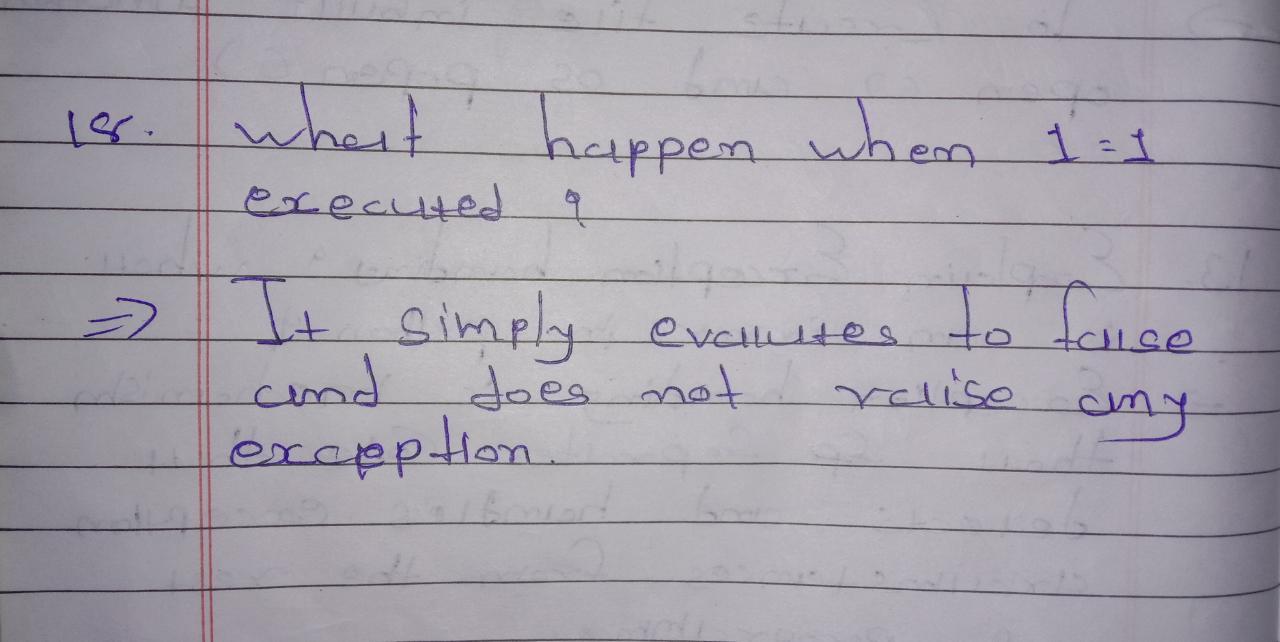 18. what happen when 1=1
executed ?
=> It simply evalutes to false
and does not raise any
exception.